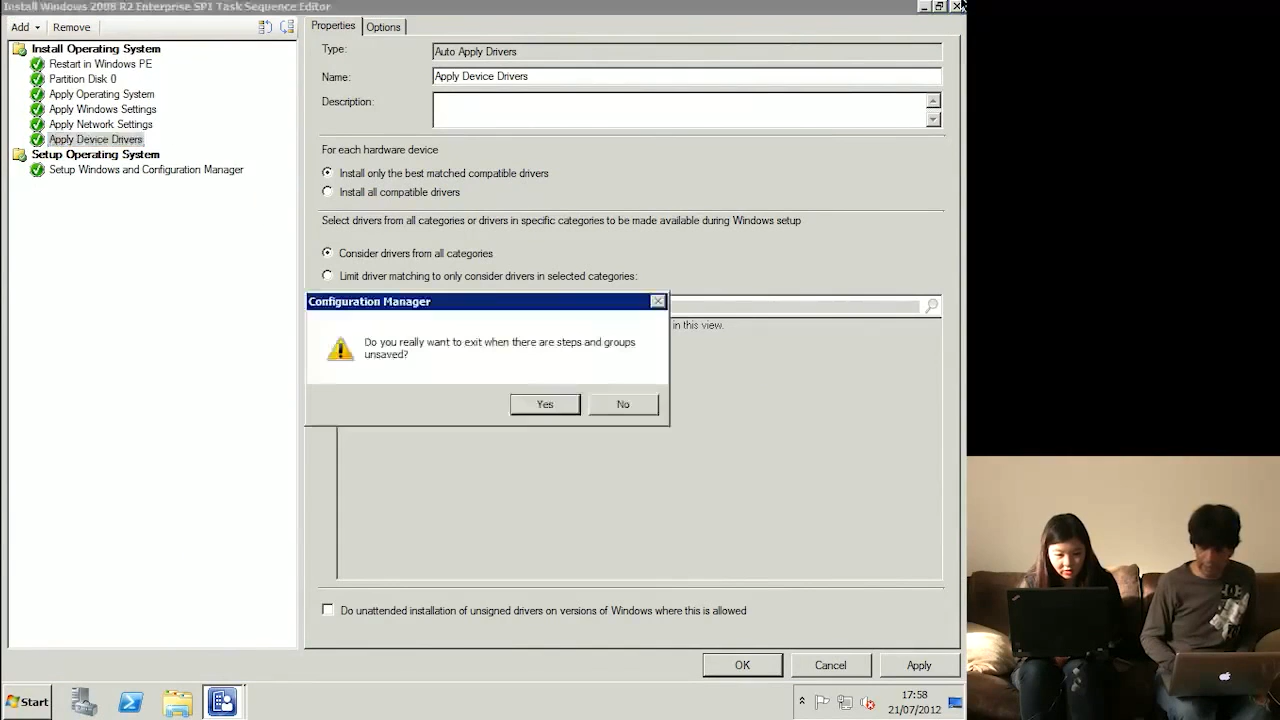 Install Windows 2008 R2 Enterprise SP1 Task Sequence Editor
Add
Remove
Properties
Options
Install Operating System
Restart in Windows PE
Partition Disk 0
Apply Operating System
Apply Windows Settings
Apply Network Settings
Apply Device Drivers
Setup Operating System
Setup Windows and Configuration Manager
Type:
Auto Apply Drivers
Name:
Apply Device Drivers
Description:
For each hardware device
Install only the best matched compatible drivers
Install all compatible drivers
Select drivers from all categories or drivers in specific categories to be made available during Windows setup
Consider drivers from all categories
Limit driver matching to only consider drivers in selected categories:
in this view.
Configuration Manager
Do you really want to exit when there are steps and groups
unsaved?
Yes
No
Do unattended installation of unsigned drivers on versions of Windows where this is allowed
OK
Cancel
Apply
Start
17:58
21/07/2012